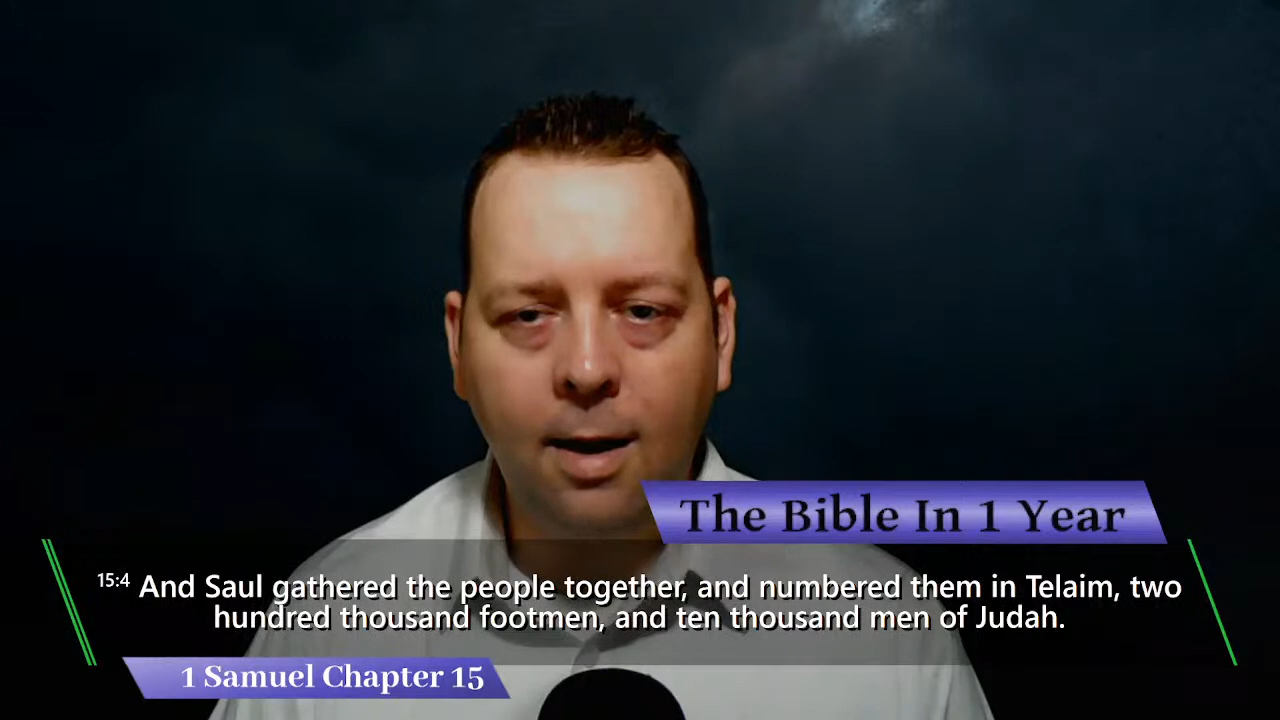 The Bible In 1 Year
15:4 And Saul gathered the people together, and numbered them in Telaim, two
hundred thousand footmen, and ten thousand men of Judah.
1 Samuel Chapter 15